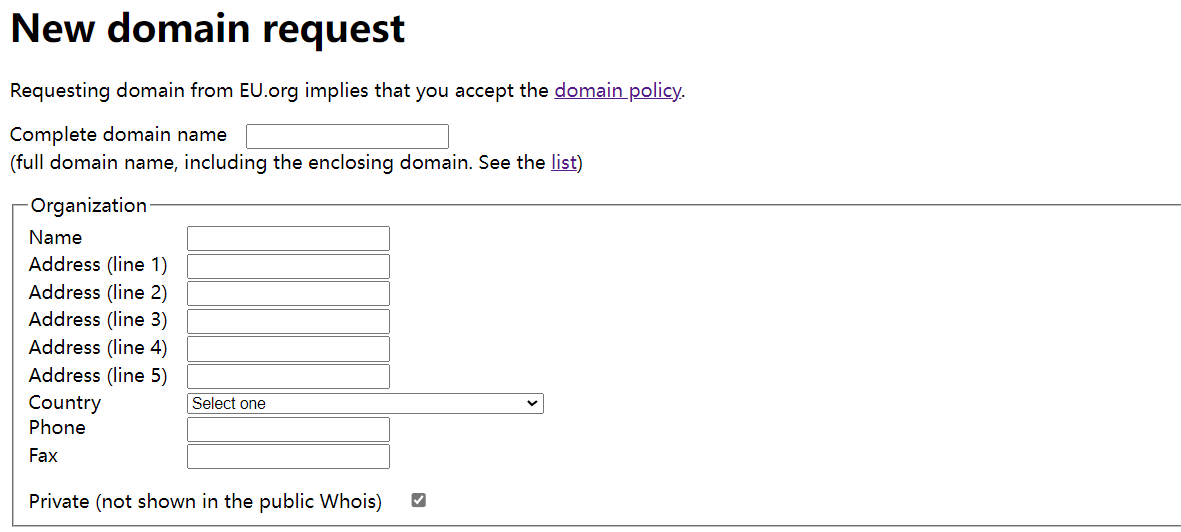 New domain request
Requesting domain from EU.org implies that you accept the domain policy.
Complete domain name
(full domain name, including the enclosing domain. See the list)
Organization
Name
Address (line 1)
Address (line 2)
Address (line 3)
Address (line 4)
Address (line 5)
Country Select one
Phone
Fax
Private (not shown in the public Whois)